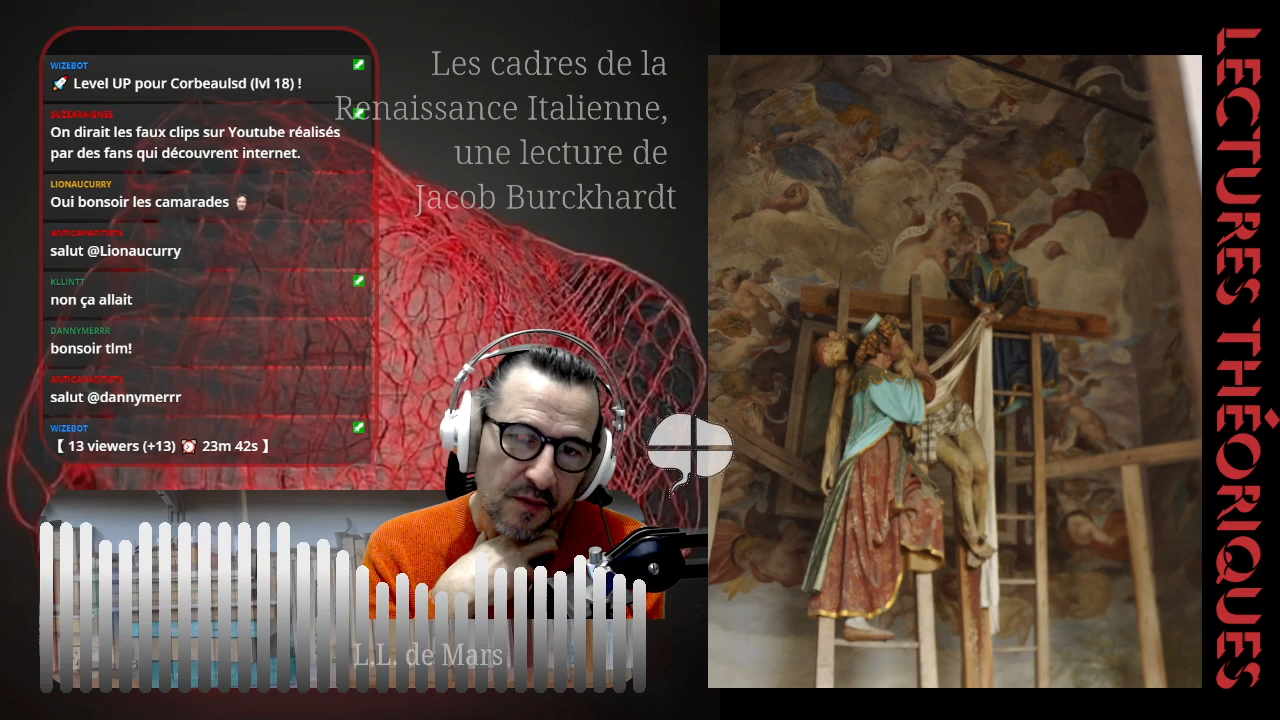 WIZEBOT
🚀 Level UP pour Corbeaulsd (lvl 18) !
SUZEARAIGNEE
On dirait les faux clips sur Youtube réalisés
par des fans qui découvrent internet.
LIONAUCURRY
Oui bonsoir les camarades
ANTICAPACITISTE
salut @Lionaucurry
KLLINTT
non ça allait
DANNYMERRR
bonsoir tlm!
ANTICAPACITISTE
salut @dannymerrr
WIZEBOT
【 13 viewers (+13) ⏰ 23m 42s 】
Les cadres de la
Renaissance Italienne,
une lecture de
Jacob Burckhardt
L.L. de Mars
LECTURES THÉORIQUES